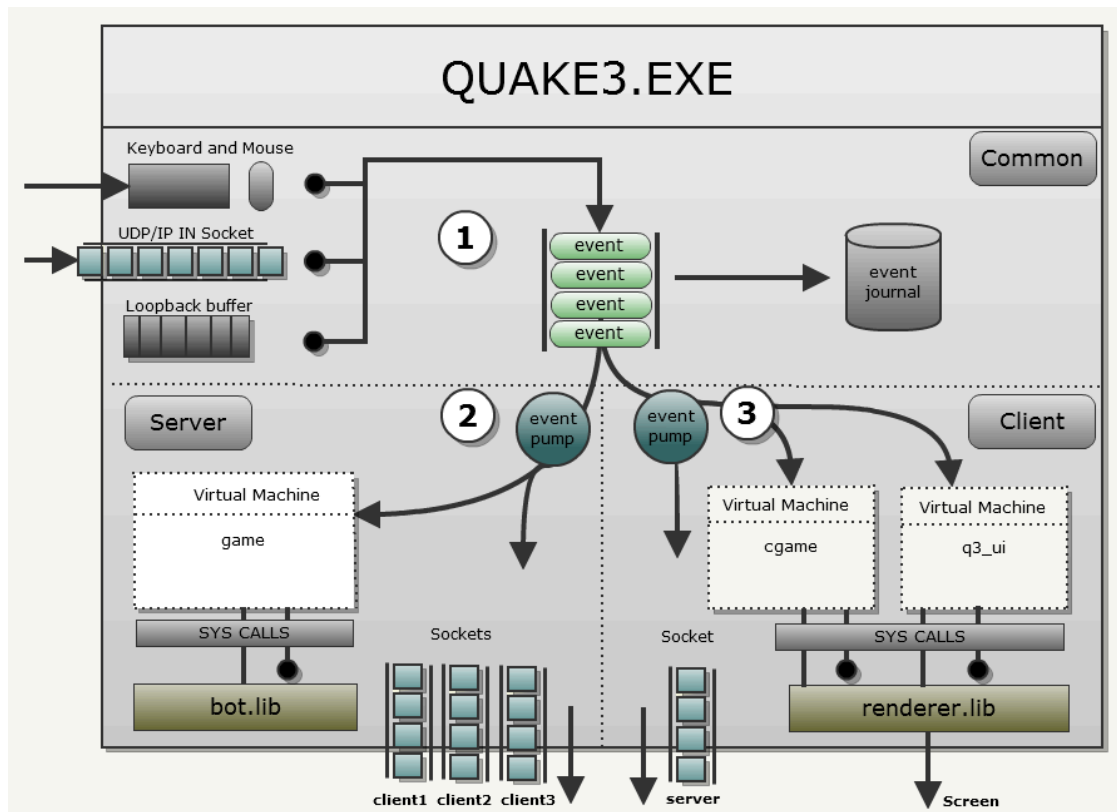 QUAKE3.EXE
Keyboard and Mouse
Common
UDP/IP IN Socket
1
event
event
event
event
event
journal
Loopback buffer
Server
2
event
pump
event
pump
3
Client
Virtual Machine
game
Virtual Machine
cgame
Virtual Machine
q3_ui
SYS CALLS
Sockets
Socket
SYS CALLS
bot.lib
renderer.lib
client1 client2 client3
server
Screen